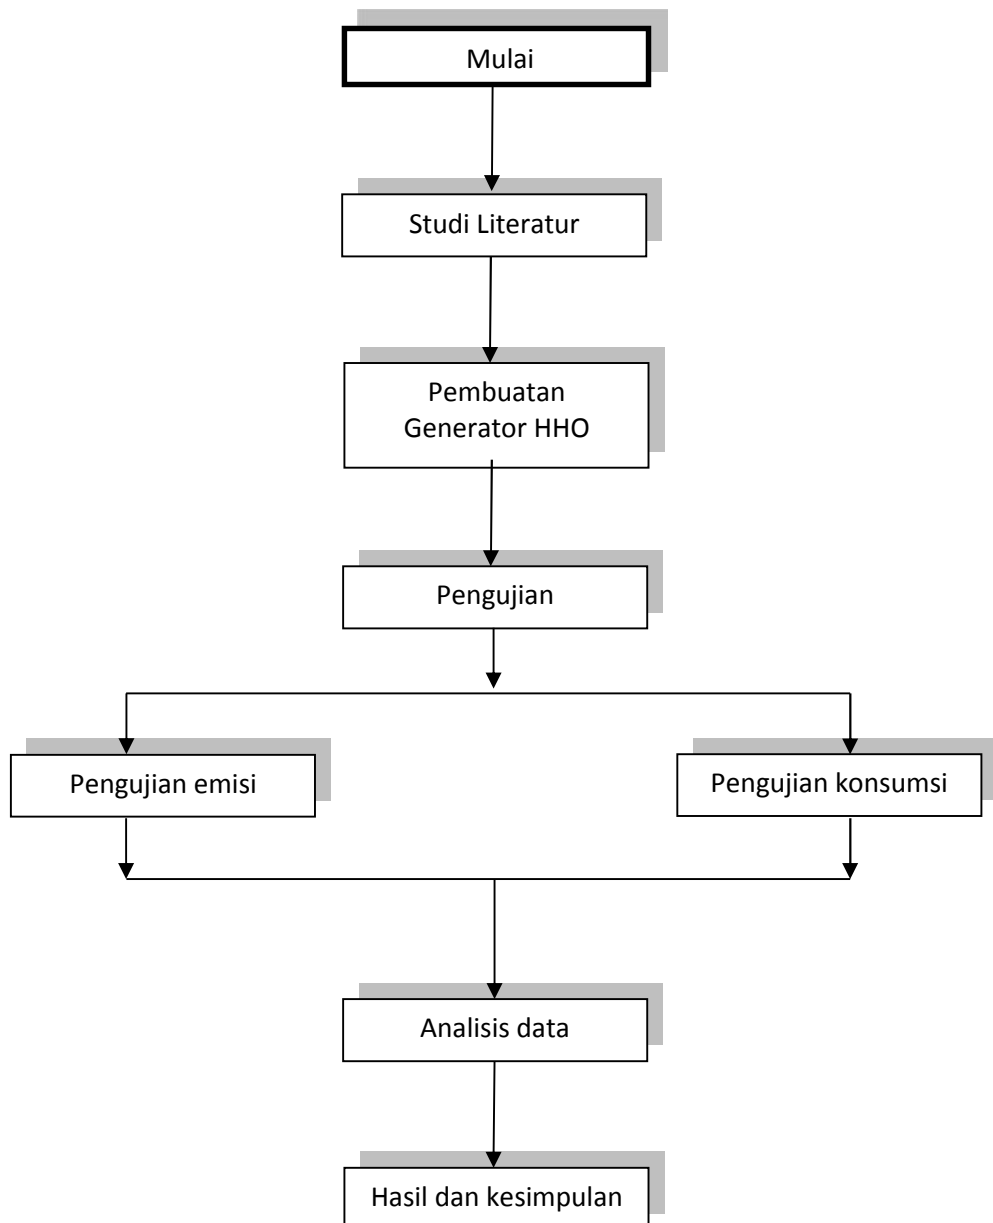 Mulai
Studi Literatur
Pembuatan
Generator HHO
Pengujian
Pengujian emisi
Pengujian konsumsi
Analisis data
Hasil dan kesimpulan